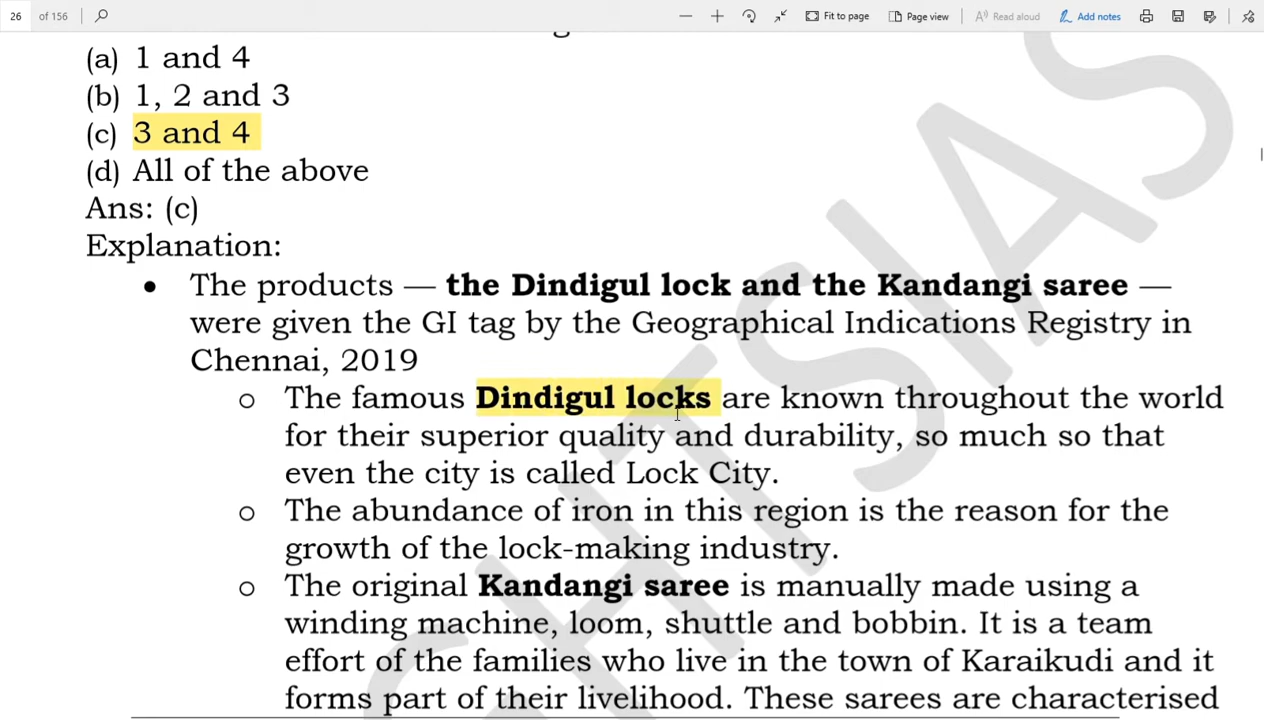 26 of 156 Fit to page Page view Read aloud Add notes
(a) 1 and 4
(b) 1, 2 and 3
(c) 3 and 4
(d) All of the above
Ans: (c)
Explanation:
• The products — the Dindigul lock and the Kandangi saree —
were given the GI tag by the Geographical Indications Registry in
Chennai, 2019
o The famous Dindigul locks are known throughout the world
for their superior quality and durability, so much so that
even the city is called Lock City.
o The abundance of iron in this region is the reason for the
growth of the lock-making industry.
o The original Kandangi saree is manually made using a
winding machine, loom, shuttle and bobbin. It is a team
effort of the families who live in the town of Karaikudi and it
forms part of their livelihood. These sarees are characterised
HTSIAS